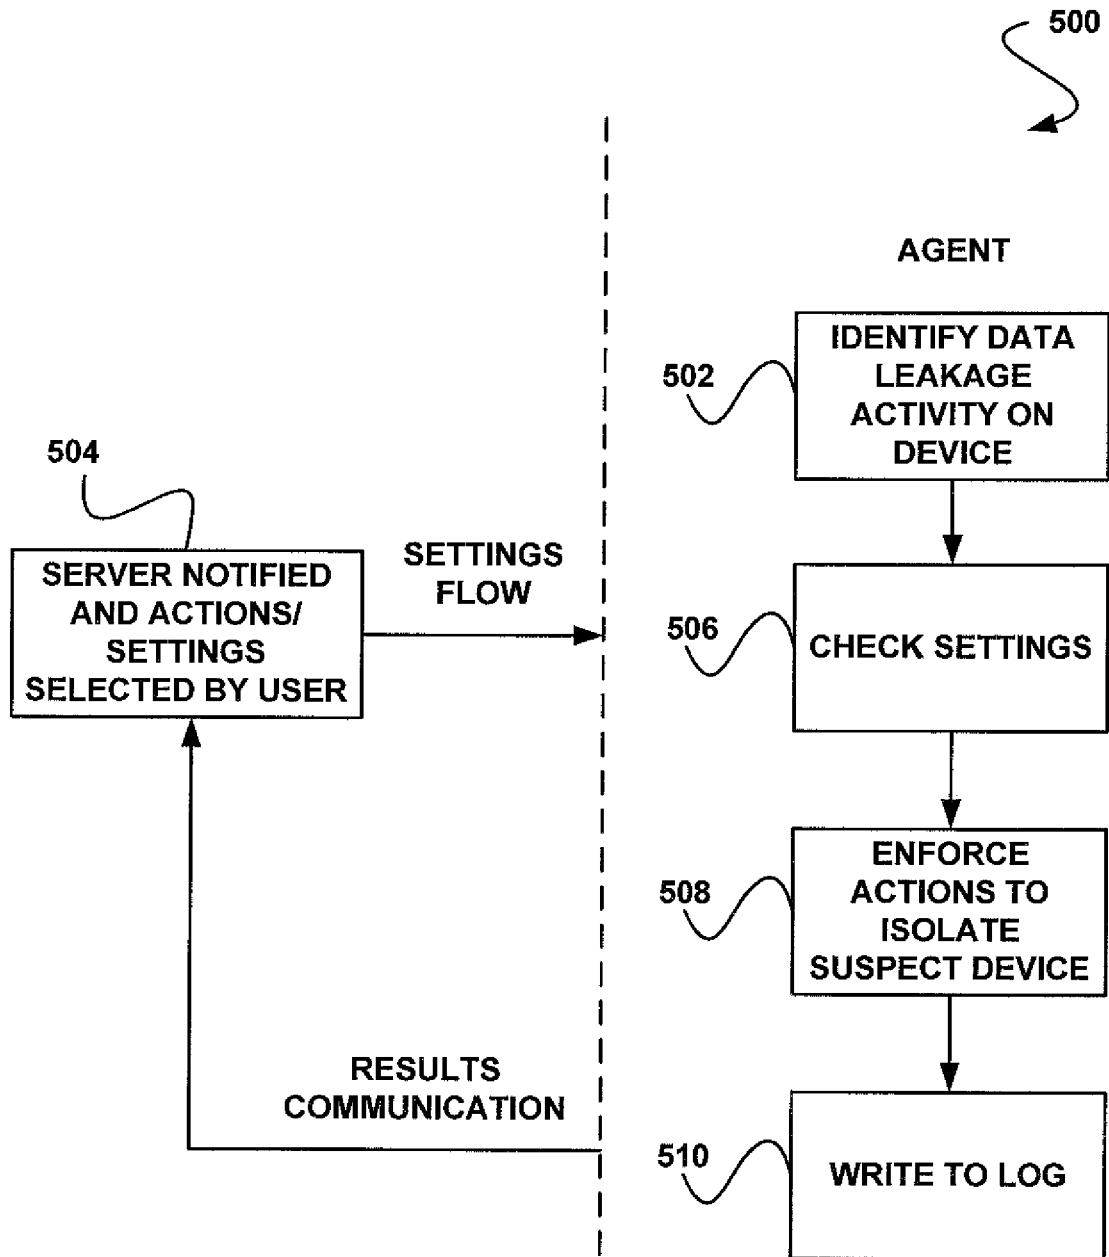 500
AGENT
IDENTIFY DATA
LEAKAGE
ACTIVITY ON
DEVICE
502
504
SERVER NOTIFIED
AND ACTIONS/
SETTINGS
SELECTED BY USER
SETTINGS
FLOW
506
CHECK SETTINGS
508
ENFORCE
ACTIONS TO
ISOLATE
SUSPECT DEVICE
RESULTS
COMMUNICATION
510
WRITE TO LOG